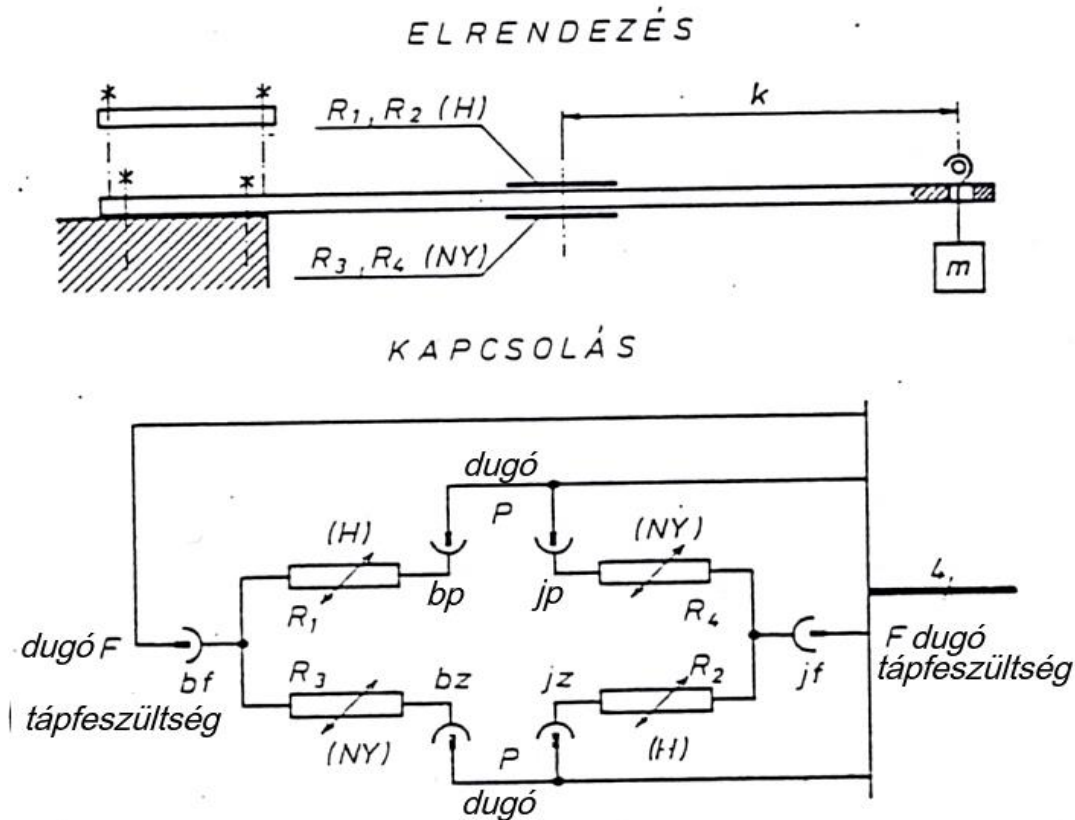 ELRENDEZÉS
k
R1, R2 (H)
R3, R4 (NY)
m
KAPCSOLÁS
dugó
P
(H)
(NY)
4,
bp
jp
R1
R4
dugó F
F dugó
tápfeszültség
bf
R3
bz
jz
R2
jf
tápfeszültség
(NY)
P
(H)
dugó